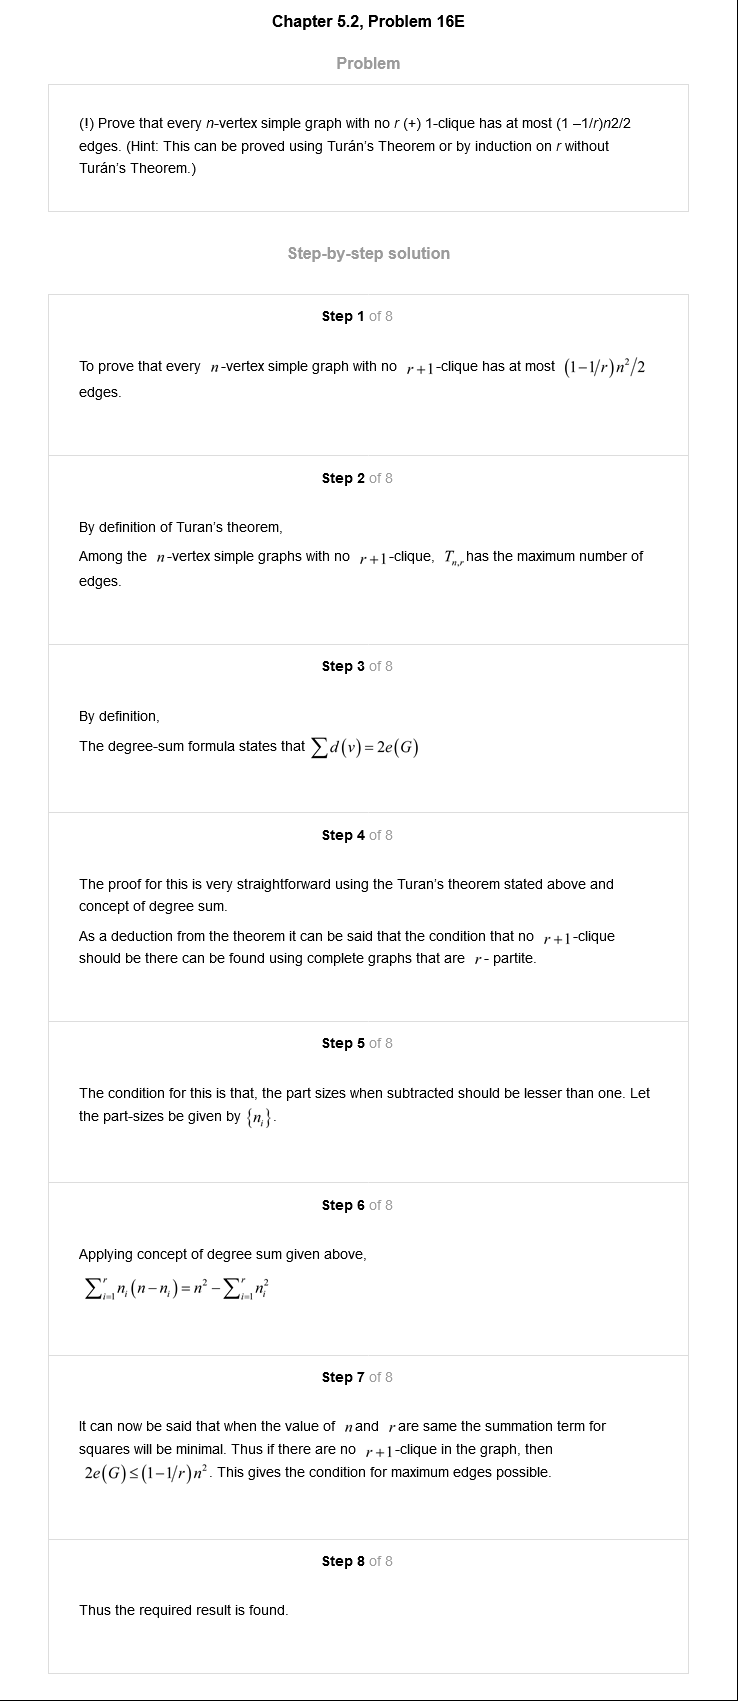 Chapter 5.2, Problem 16E
Problem
(!) Prove that every n-vertex simple graph with no r (+) 1-clique has at most (1 –1/r)n2/2
edges. (Hint: This can be proved using Turán's Theorem or by induction on r without
Turán's Theorem.)
Step-by-step solution
Step 1 of 8
To prove that every n-vertex simple graph with no r+1-clique has at most (1−1/r)n²/2
edges.
Step 2 of 8
By definition of Turan's theorem,
Among the n-vertex simple graphs with no r+1-clique, T_{n,r} has the maximum number of
edges.
Step 3 of 8
By definition,
The degree-sum formula states that ∑d(v)=2e(G)
Step 4 of 8
The proof for this is very straightforward using the Turan's theorem stated above and
concept of degree sum.
As a deduction from the theorem it can be said that the condition that no r+1-clique
should be there can be found using complete graphs that are r- partite.
Step 5 of 8
The condition for this is that, the part sizes when subtracted should be lesser than one. Let
the part-sizes be given by {n_i}.
Step 6 of 8
Applying concept of degree sum given above,
∑_{i=1}^{r} n_i(n−n_i)=n²−∑_{i=1}^{r} n_i²
Step 7 of 8
It can now be said that when the value of n and r are same the summation term for
squares will be minimal. Thus if there are no r+1-clique in the graph, then
2e(G)≤(1−1/r)n². This gives the condition for maximum edges possible.
Step 8 of 8
Thus the required result is found.